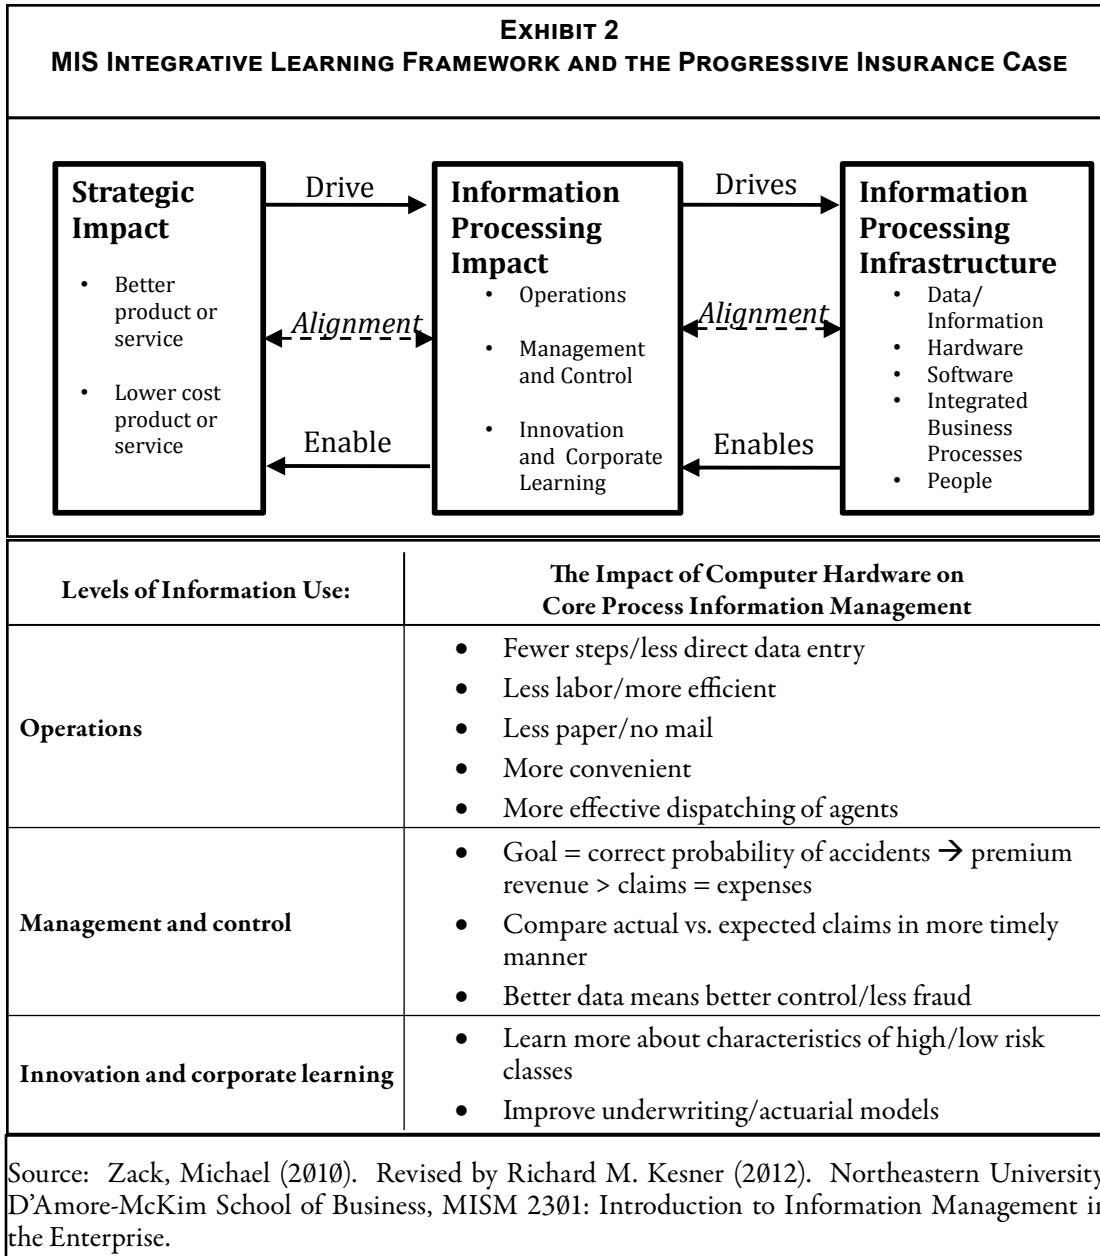 EXHIBIT 2
MIS INTEGRATIVE LEARNING FRAMEWORK AND THE PROGRESSIVE INSURANCE CASE
Strategic
Impact
• Better
product or
service
• Lower cost
product or
service
Drive
Alignment
Enable
Information
Processing
Impact
• Operations
• Management
and Control
• Innovation
and Corporate
Learning
Drives
Alignment
Enables
Information
Processing
Infrastructure
• Data/
Information
• Hardware
• Software
• Integrated
Business
Processes
• People
Levels of Information Use:
The Impact of Computer Hardware on
Core Process Information Management
Operations
• Fewer steps/less direct data entry
• Less labor/more efficient
• Less paper/no mail
• More convenient
• More effective dispatching of agents
Management and control
• Goal = correct probability of accidents → premium
revenue > claims = expenses
• Compare actual vs. expected claims in more timely
manner
• Better data means better control/less fraud
Innovation and corporate learning
• Learn more about characteristics of high/low risk
classes
• Improve underwriting/actuarial models
Source: Zack, Michael (2010). Revised by Richard M. Kesner (2012). Northeastern University
D'Amore-McKim School of Business, MISM 2301: Introduction to Information Management in
the Enterprise.